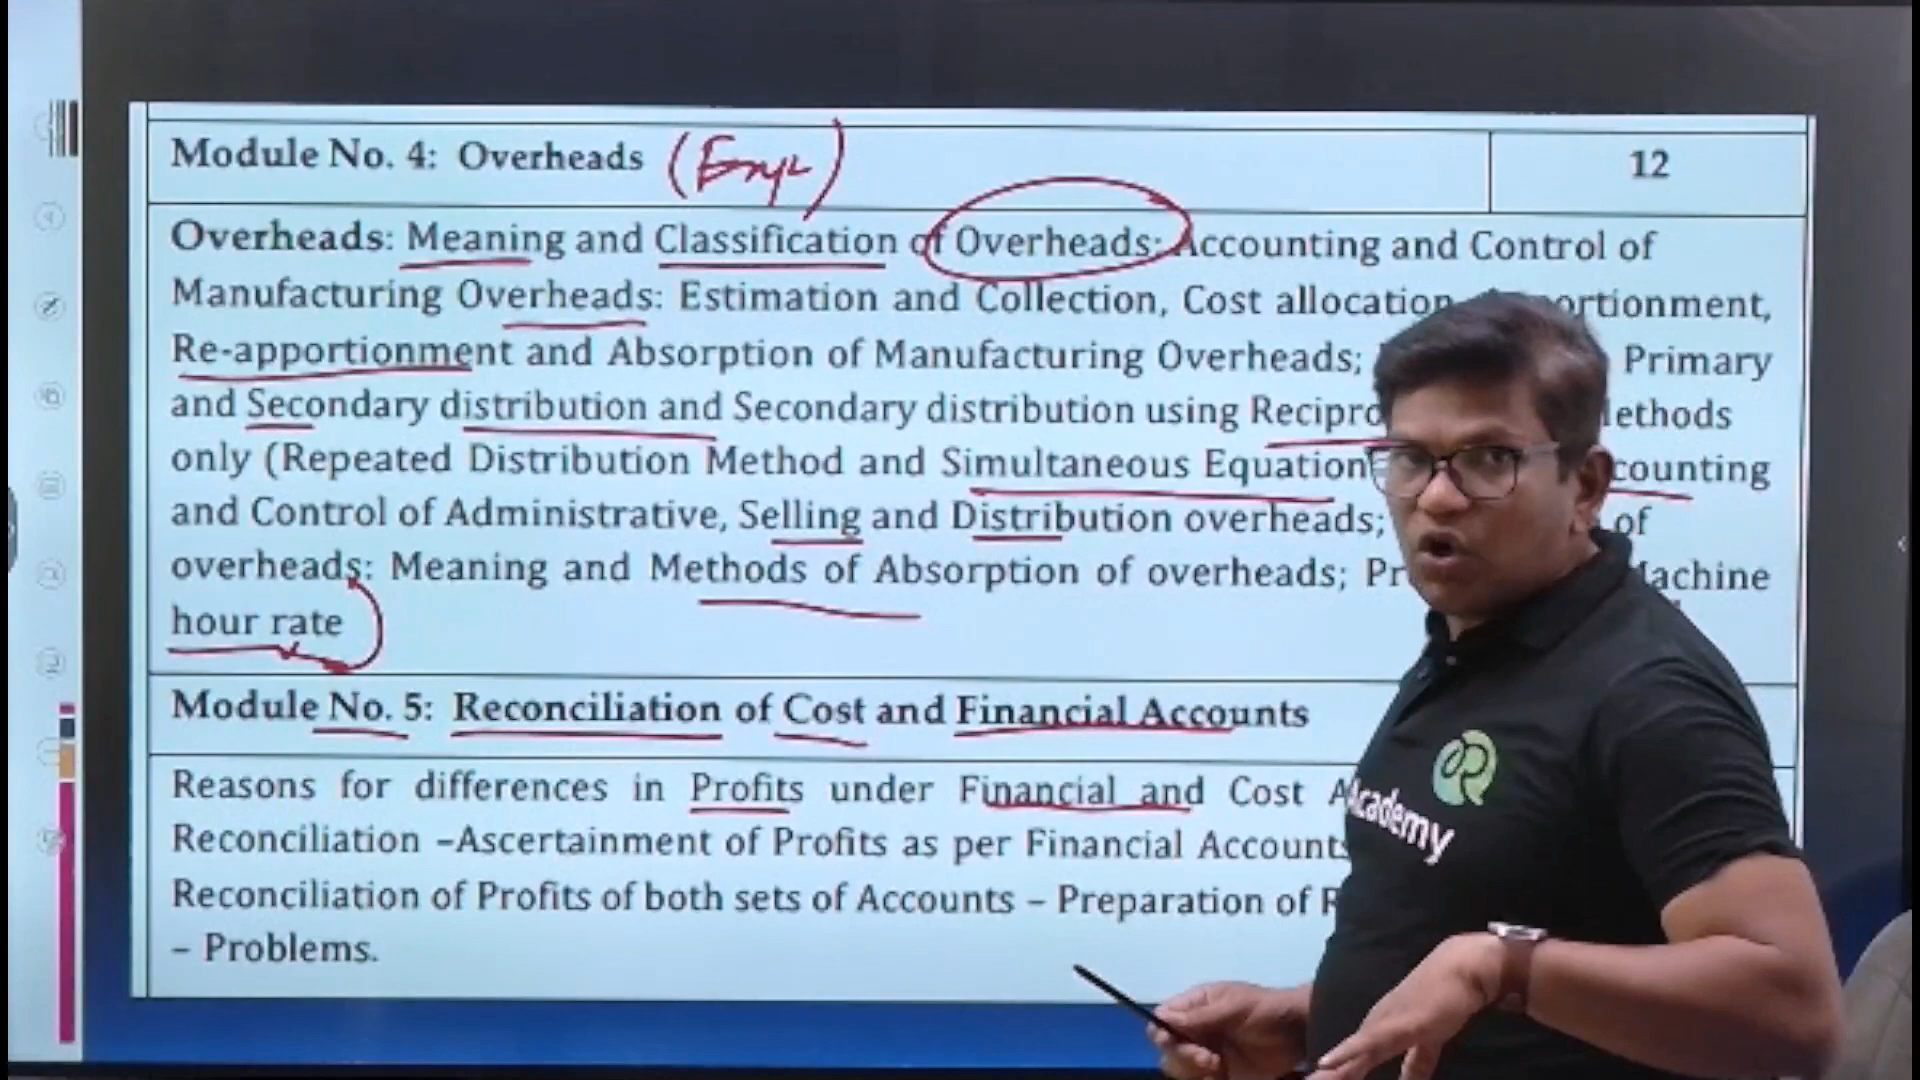 Module No. 4: Overheads
12
Overheads: Meaning and Classification of Overheads; Accounting and Control of
Manufacturing Overheads: Estimation and Collection, Cost allocation,
Re-apportionment and Absorption of Manufacturing Overheads; Primary
and Secondary distribution and Secondary distribution using
only (Repeated Distribution Method and Simultaneous Equation
and Control of Administrative, Selling and Distribution overheads; of
overheads: Meaning and Methods of Absorption of overheads;
hour rate
Module No. 5: Reconciliation of Cost and Financial Accounts
Reasons for differences in Profits under Financial and Cost
Reconciliation –Ascertainment of Profits as per Financial Accounts
Reconciliation of Profits of both sets of Accounts – Preparation of
– Problems.
Academy